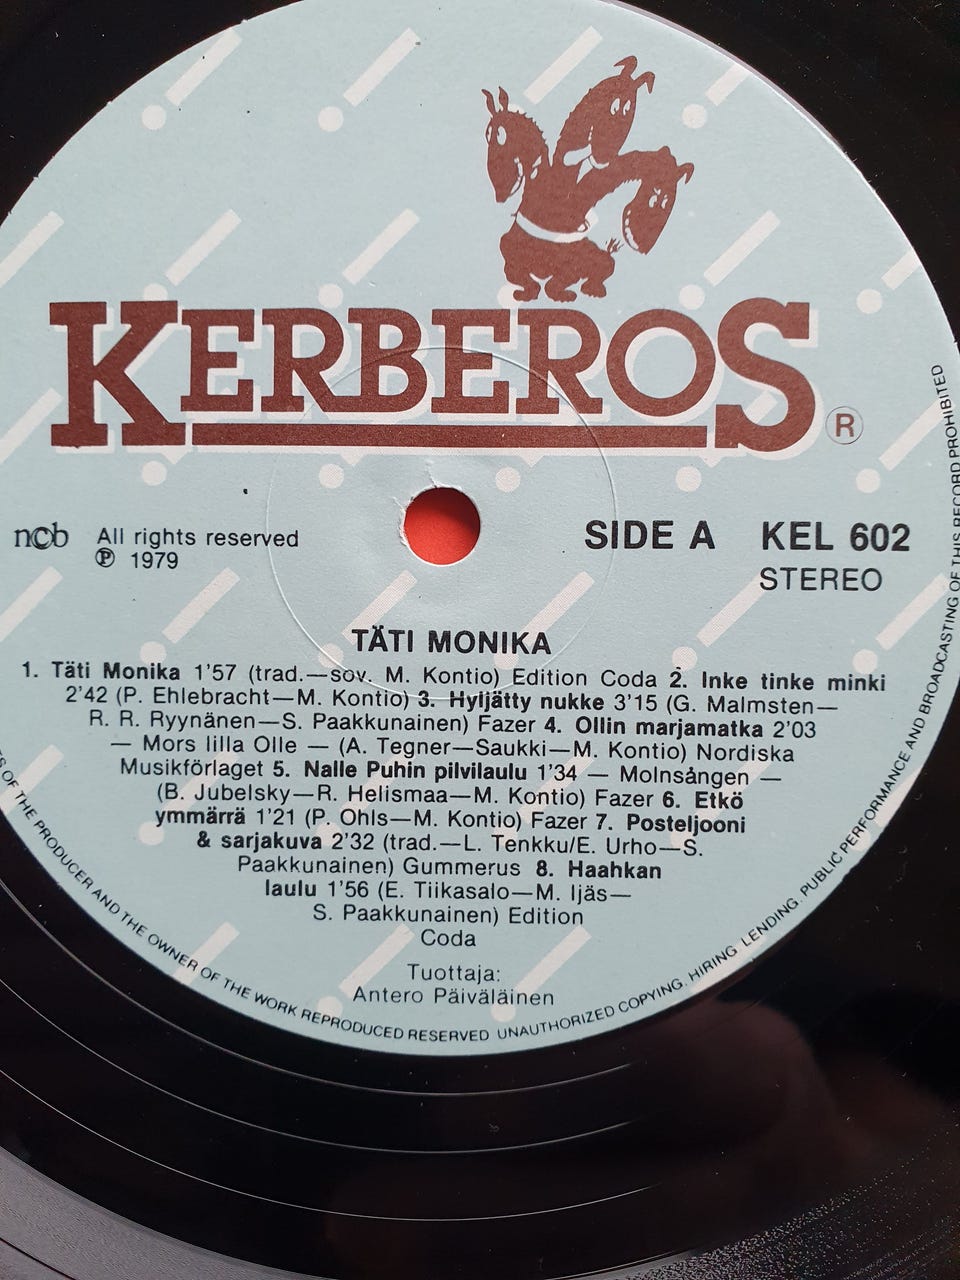 KERBEROS
®
ncb
All rights reserved
℗ 1979
SIDE A KEL 602
STEREO
TÄTI MONIKA
1. Täti Monika 1'57 (trad.—sov. M. Kontio) Edition Coda 2. Inke tinke minki
2'42 (P. Ehlebracht—M. Kontio) 3. Hyljätty nukke 3'15 (G. Malmsten—
R. R. Ryynänen—S. Paakkunainen) Fazer 4. Ollin marjamatka 2'03
— Mors lilla Olle — (A. Tegner—Saukki—M. Kontio) Nordiska
Musikförlaget 5. Nalle Puhin pilvilaulu 1'34 — Molnsången —
(B. Jubelsky—R. Helismaa—M. Kontio) Fazer 6. Etkö
ymmärrä 1'21 (P. Ohls—M. Kontio) Fazer 7. Posteljooni
& sarjakuva 2'32 (trad.—L. Tenkku/E. Urho—S.
Paakkunainen) Gummerus 8. Haahkan
laulu 1'56 (E. Tiikasalo—M. Ijäs—
S. Paakkunainen) Edition
Coda
Tuottaja:
Antero Päiväläinen
OF THE PRODUCER AND THE OWNER OF THE WORK REPRODUCED RESERVED UNAUTHORIZED COPYING. HIRING LENDING. PUBLIC PERFORMANCE AND BROADCASTING OF THIS RECORD PROHIBITED